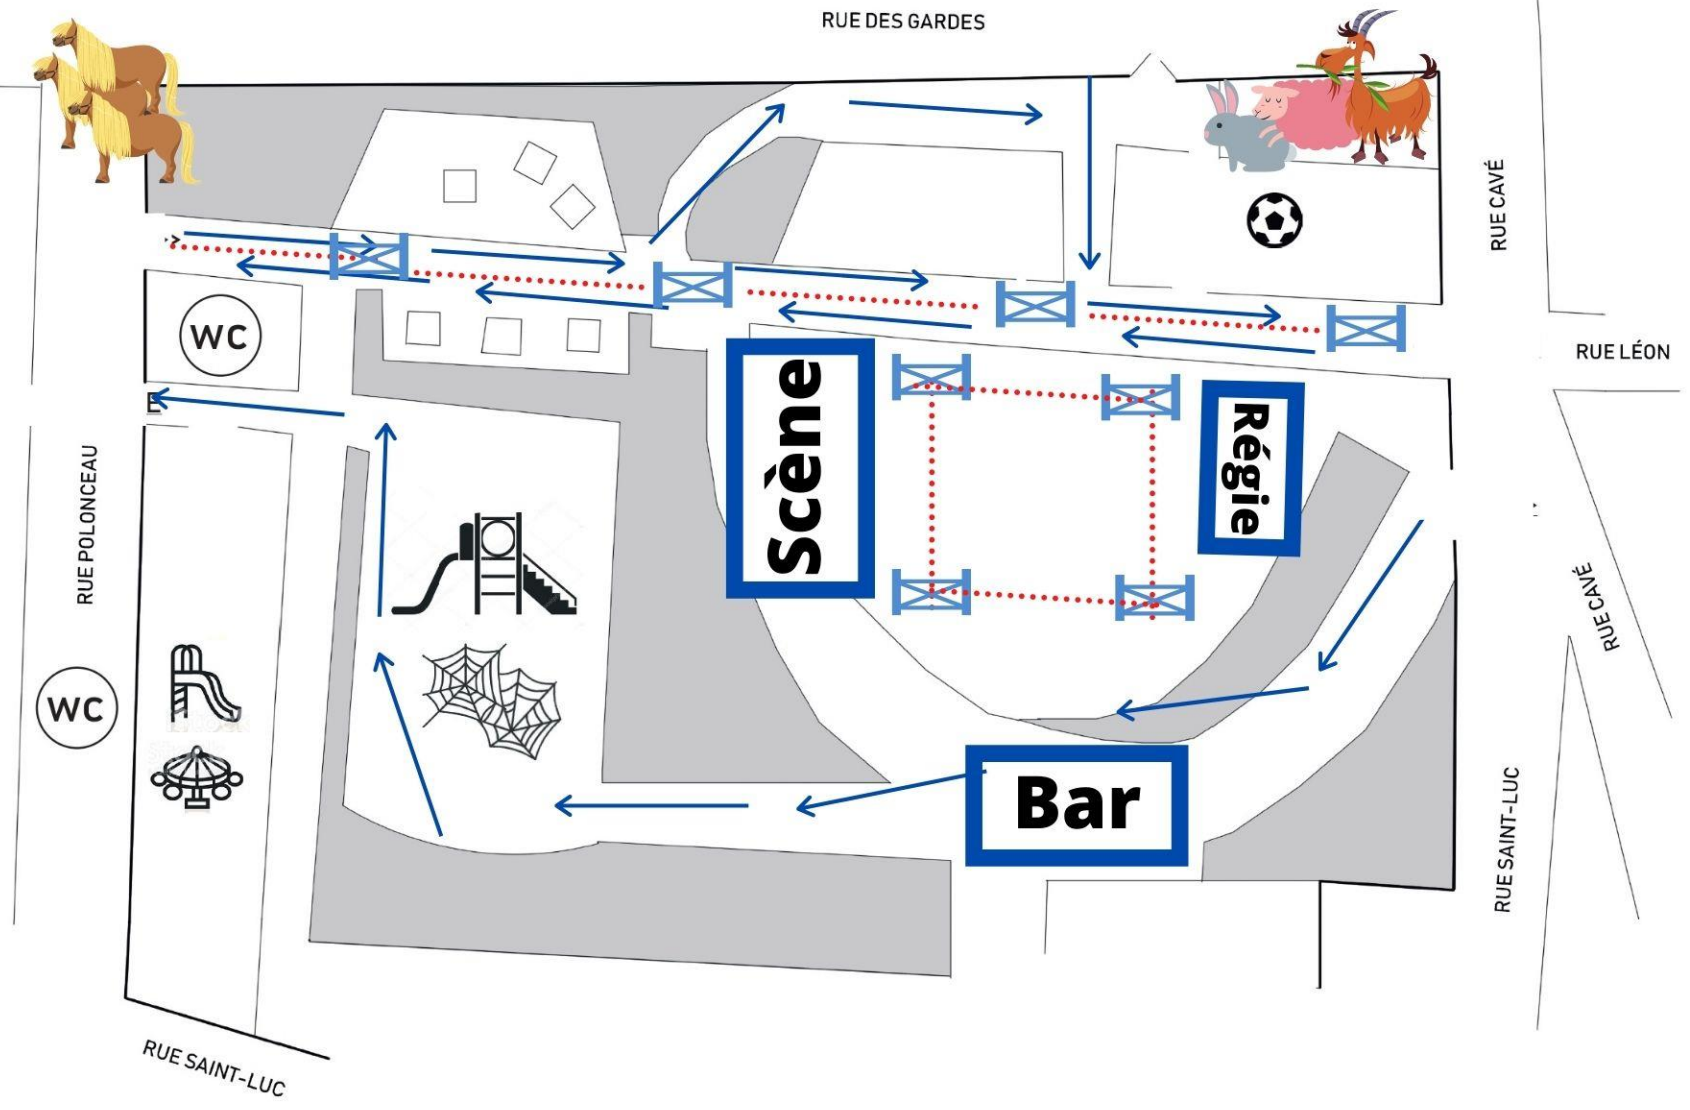 RUE DES GARDES
RUE CAVÉ
WC
RUE LÉON
Scène
Régie
E
RUE POLONCEAU
RUE CAVÉ
WC
Bar
RUE SAINT-LUC
RUE SAINT-LUC